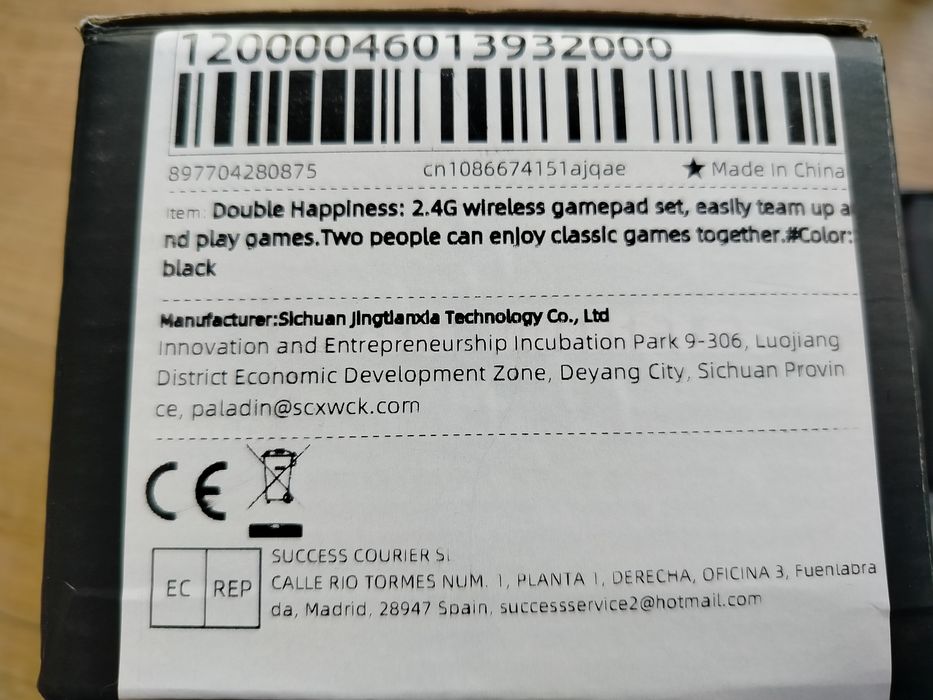 12000046013932000
897704280875 cn1086674151ajqae ★ Made In China
Item: Double Happiness: 2.4G wireless gamepad set, easily team up a
nd play games.Two people can enjoy classic games together.#Color:
black
Manufacturer:Sichuan Jingtianxia Technology Co., Ltd
Innovation and Entrepreneurship Incubation Park 9-306, Luojiang
District Economic Development Zone, Deyang City, Sichuan Provin
ce, paladin@scxwck.com
CE
EC REP
SUCCESS COURIER SL
CALLE RIO TORMES NUM. 1, PLANTA 1, DERECHA, OFICINA 3, Fuenlabra
da, Madrid, 28947 Spain, successservice2@hotmail.com